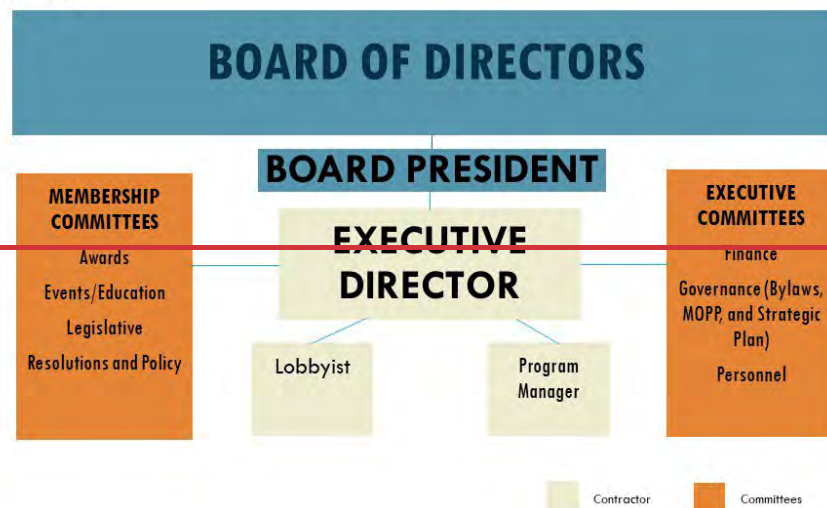 BOARD OF DIRECTORS
BOARD PRESIDENT
MEMBERSHIP
COMMITTEES
Awards
Events/Education
Legislative
Resolutions and Policy
EXECUTIVE
DIRECTOR
EXECUTIVE
COMMITTEES
Finance
Governance (Bylaws,
MOPP, and Strategic
Plan)
Personnel
Lobbyist
Program
Manager
Contractor
Committees